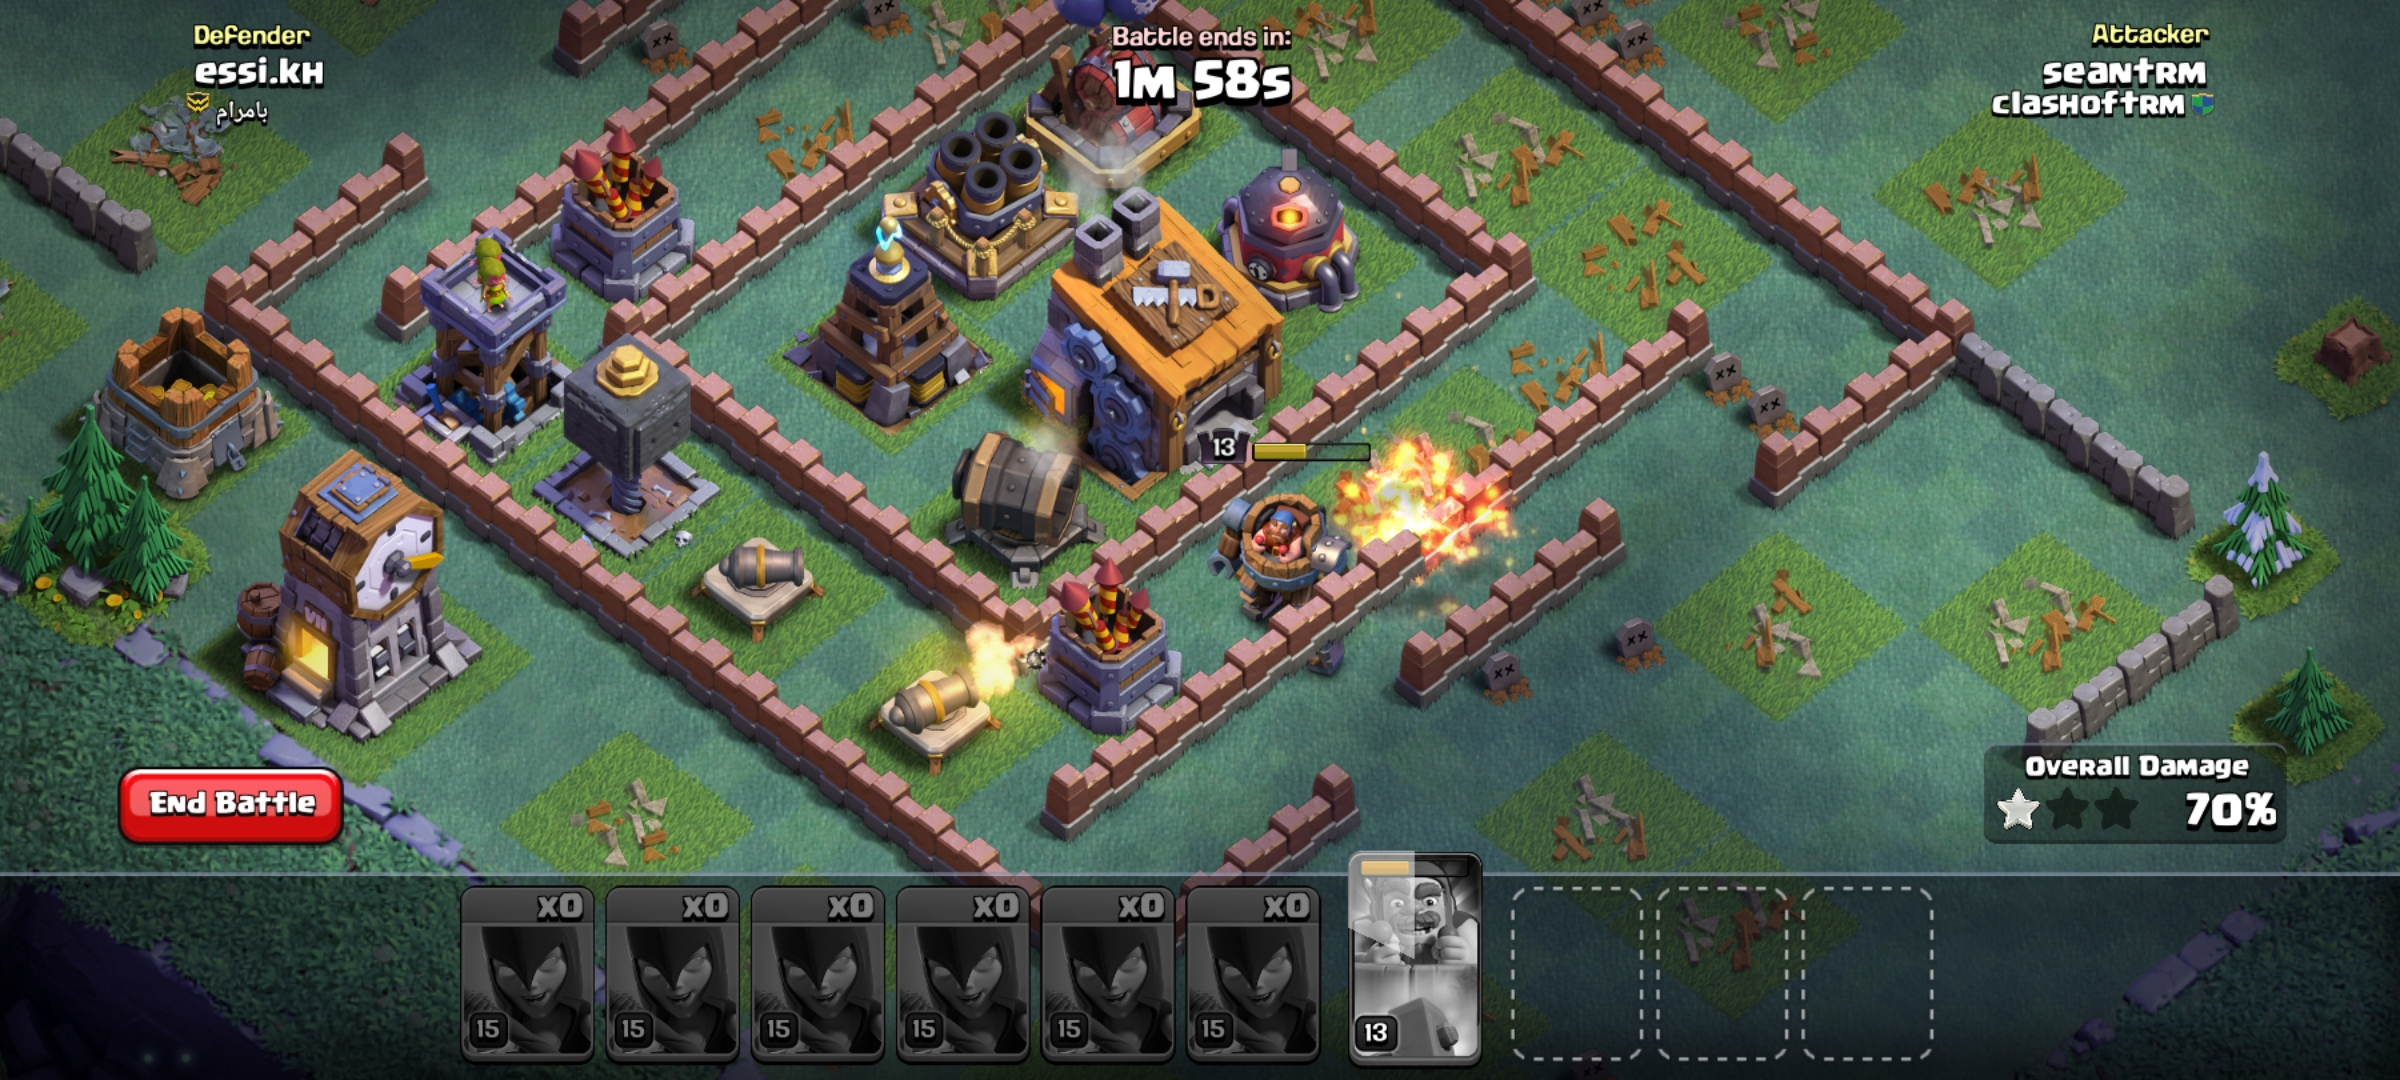 Defender
essi.kh
بامرام
Battle ends in:
1M 58s
Attacker
seantRM
clashoftRM
13
VII
End Battle
Overall Damage
70%
x0
x0
x0
x0
x0
x0
15
15
15
15
15
15
13